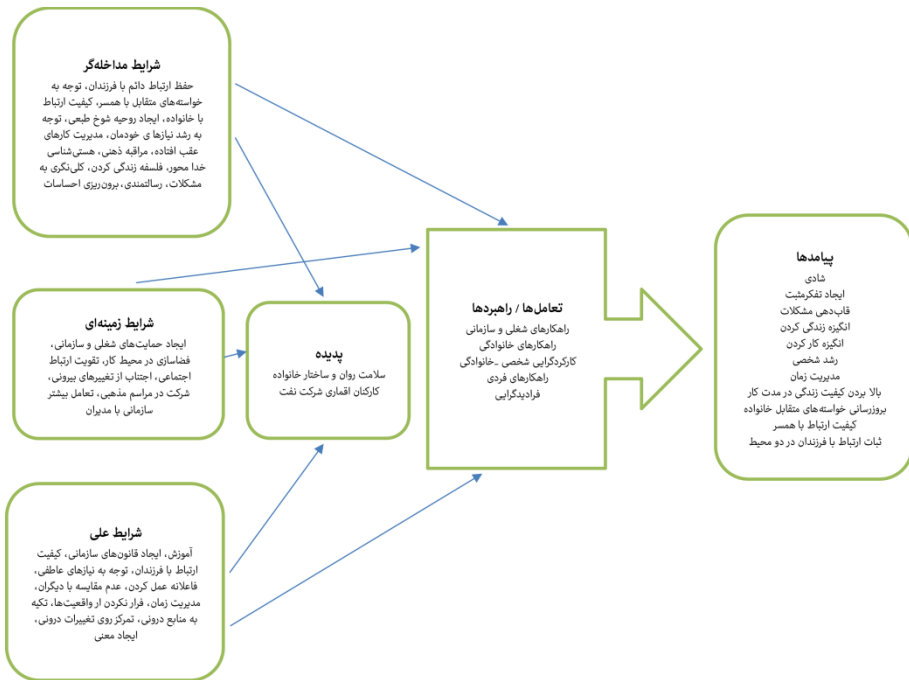 شرایط مداخله‌گر
حفظ ارتباط دائم با فرزندان، توجه به
خواسته‌های متقابل با همسر، کیفیت ارتباط
با خانواده، ایجاد روحیه شوخ طبعی، توجه
به رشد نیازها ی خودمان، مدیریت کارهای
عقب افتاده، مراقبه ذهنی، هستی‌شناسی
خدا محور، فلسفه زندگی کردن، کلی‌نگری به
مشکلات، رسالتمندی، برون‌ریزی احساسات
شرایط زمینه‌ای
ایجاد حمایت‌های شغلی و سازمانی،
فضاسازی در محیط کار، تقویت ارتباط
اجتماعی، اجتناب از تغییرهای بیرونی،
شرکت در مراسم مذهبی، تعامل بیشتر
سازمانی با مدیران
شرایط علی
آموزش، ایجاد قانون‌های سازمانی، کیفیت
ارتباط با فرزندان، توجه به نیازهای عاطفی،
فاعلانه عمل کردن، عدم مقایسه با دیگران،
مدیریت زمان، فرار نکردن ار واقعیت‌ها، تکیه
به منابع درونی، تمرکز روی تغییرات درونی،
ایجاد معنی
پدیده
سلامت روان و ساختار خانواده
کارکنان اقماری شرکت نفت
تعامل‌ها / راهبردها
راهکارهای شغلی و سازمانی
راهکارهای خانوادگی
کارکردگرایی شخصی _خانوادگی
راهکارهای فردی
فرادیدگرایی
پیامدها
شادی
ایجاد تفکرمثبت
قاب‌دهی مشکلات
انگیزه زندگی کردن
انگیزه کار کردن
رشد شخصی
مدیریت زمان
بالا بردن کیفیت زندگی در مدت کار
بروزرسانی خواسته‌های متقابل خانواده
کیفیت ارتباط با همسر
ثبات ارتباط با فرزندان در دو محیط